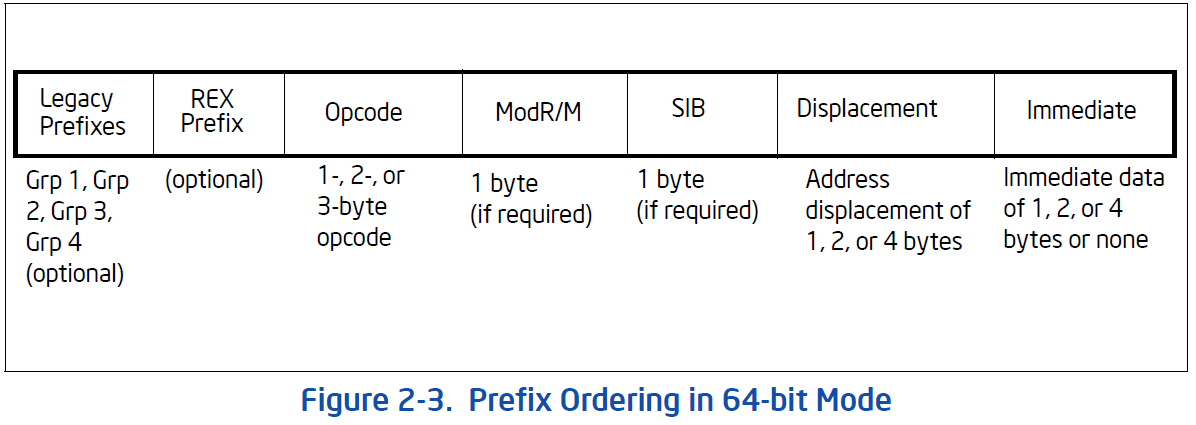 Legacy
Prefixes
REX
Prefix
Opcode
ModR/M
SIB
Displacement
Immediate
Grp 1, Grp
2, Grp 3,
Grp 4
(optional)
(optional)
1-, 2-, or
3-byte
opcode
1 byte
(if required)
1 byte
(if required)
Address
displacement of
1, 2, or 4 bytes
Immediate data
of 1, 2, or 4
bytes or none
Figure 2-3. Prefix Ordering in 64-bit Mode